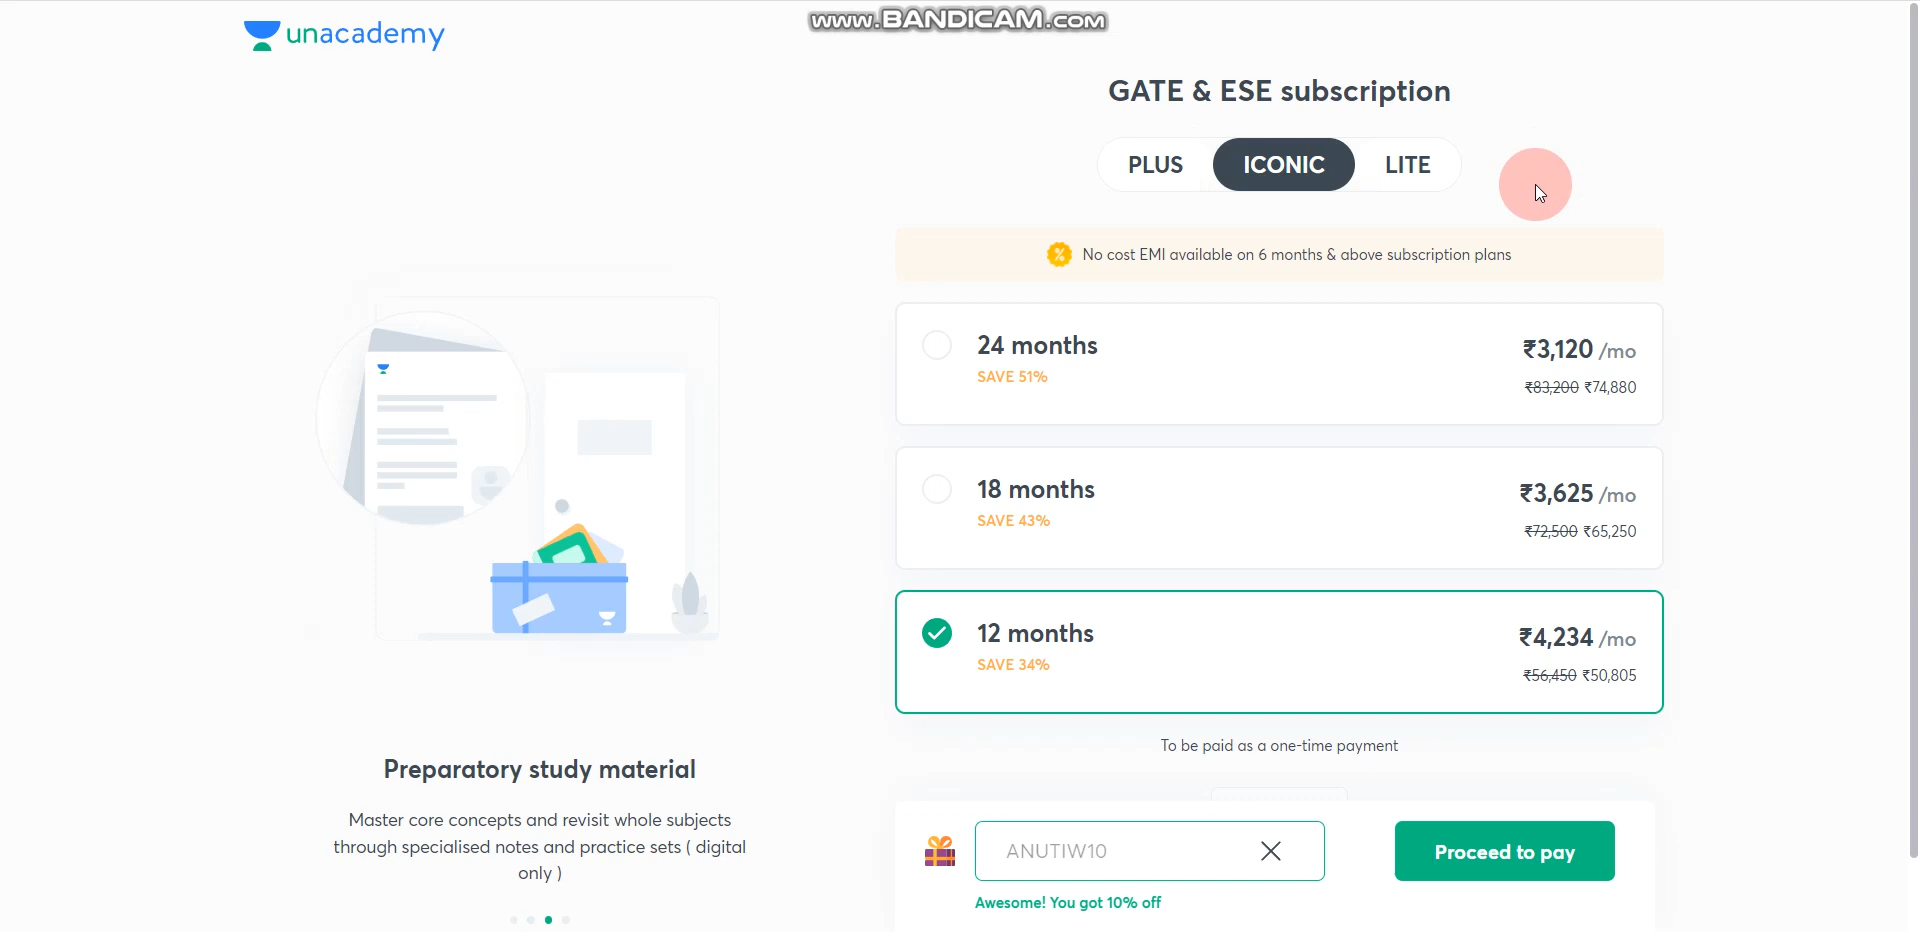 www.BANDICAM.com
unacademy
GATE & ESE subscription
PLUS
ICONIC
LITE
No cost EMI available on 6 months & above subscription plans
24 months
₹3,120 /mo
SAVE 51%
₹83,200 ₹74,880
18 months
₹3,625 /mo
SAVE 43%
₹72,500 ₹65,250
12 months
₹4,234 /mo
SAVE 34%
₹56,450 ₹50,805
To be paid as a one-time payment
Preparatory study material
Master core concepts and revisit whole subjects
through specialised notes and practice sets ( digital
only )
ANUTIW10
Proceed to pay
Awesome! You got 10% off